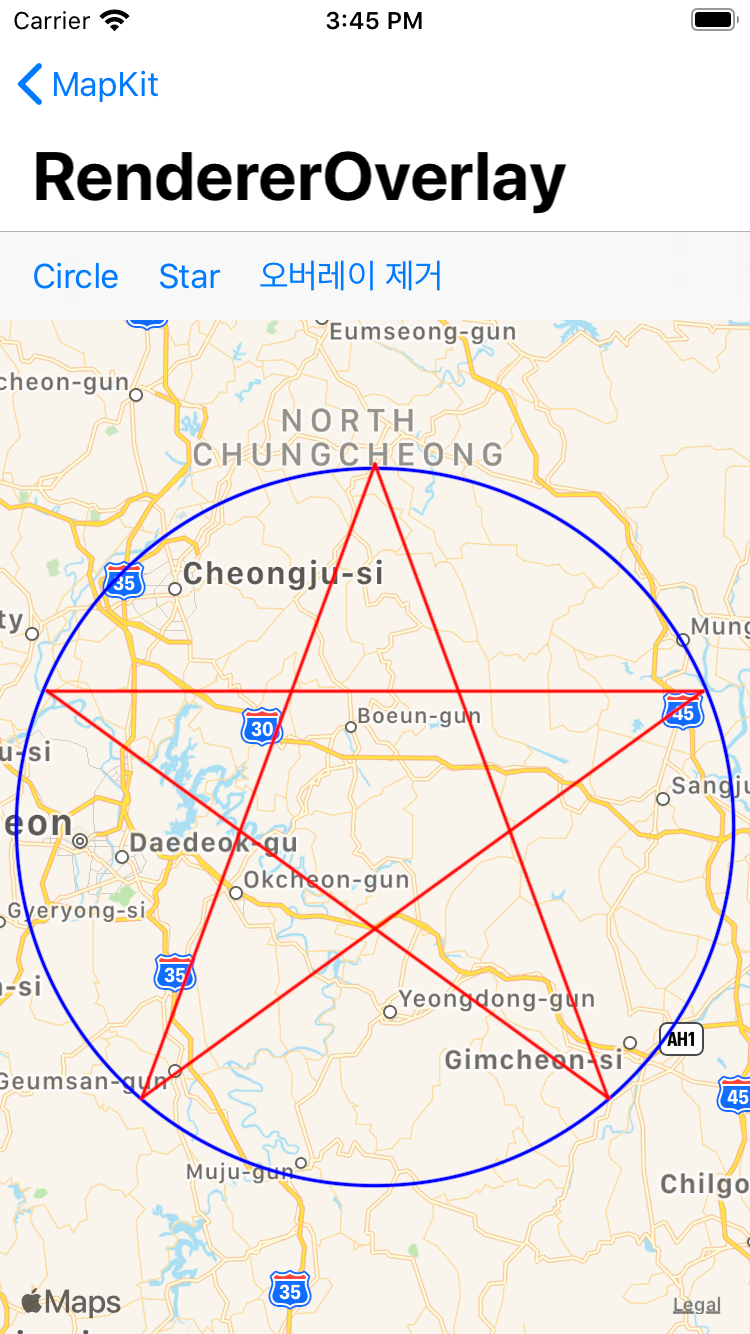 Carrier 3:45 PM
MapKit
RendererOverlay
Circle Star 오버레이 제거
Eumseong-gun
cheon-gun
NORTH
CHUNGCHEONG
Cheongju-si
35
ty
Mung
45
Boeun-gun
30
u-si
Sangju
eon
Daedeok-gu
Okcheon-gun
Gyeryong-si
35
-si
Yeongdong-gun
AH1
Gimcheon-si
Geumsan-gun
45
Muju-gun
Chilgo
35
Maps
Legal